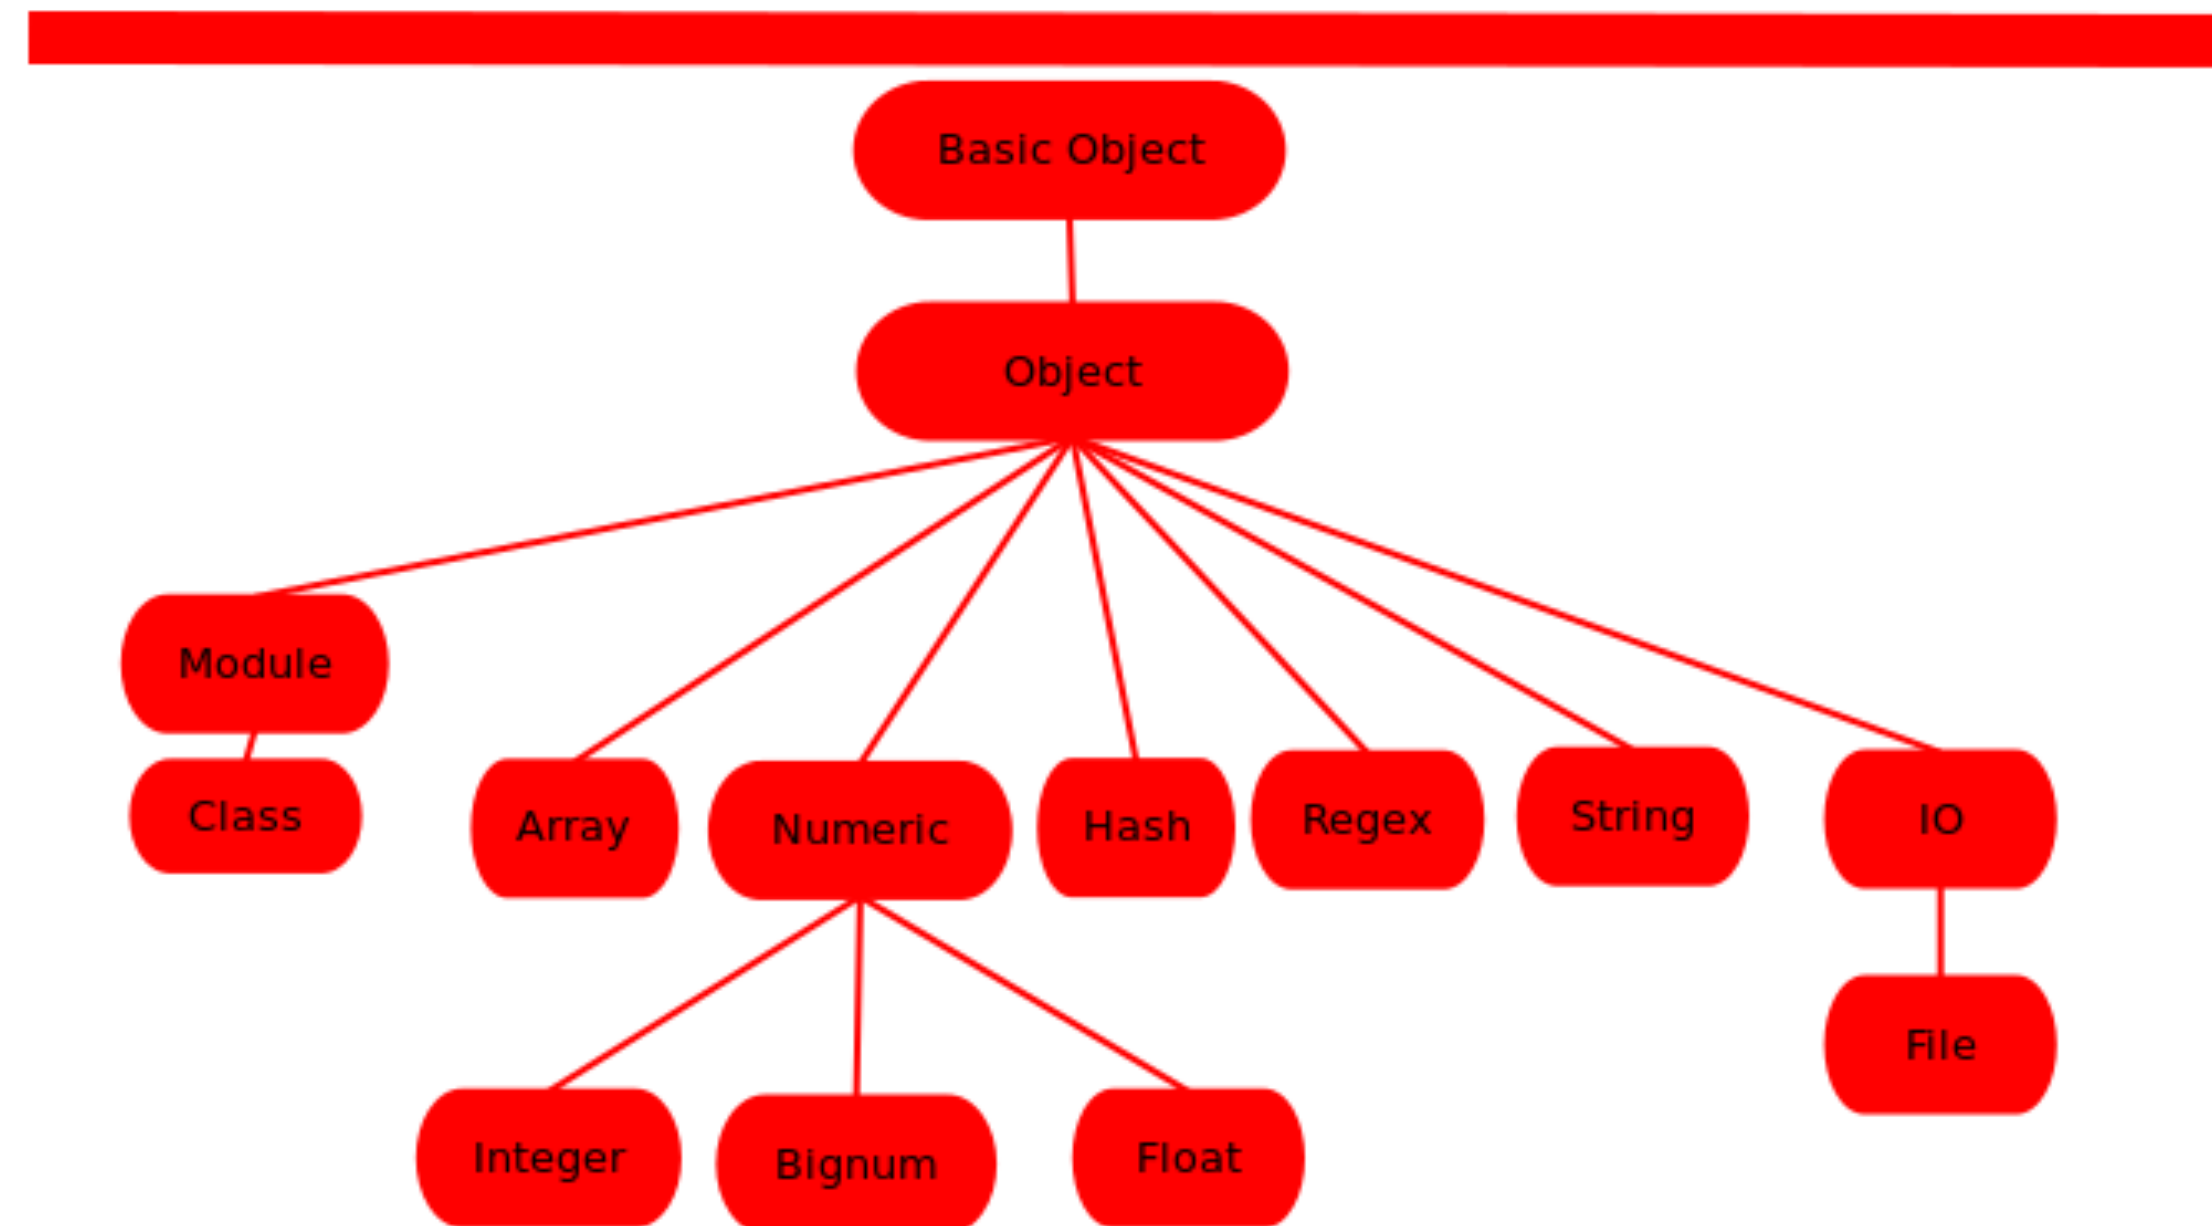 Basic Object
Object
Module
Class
Array
Numeric
Hash
Regex
String
IO
File
Integer
Bignum
Float